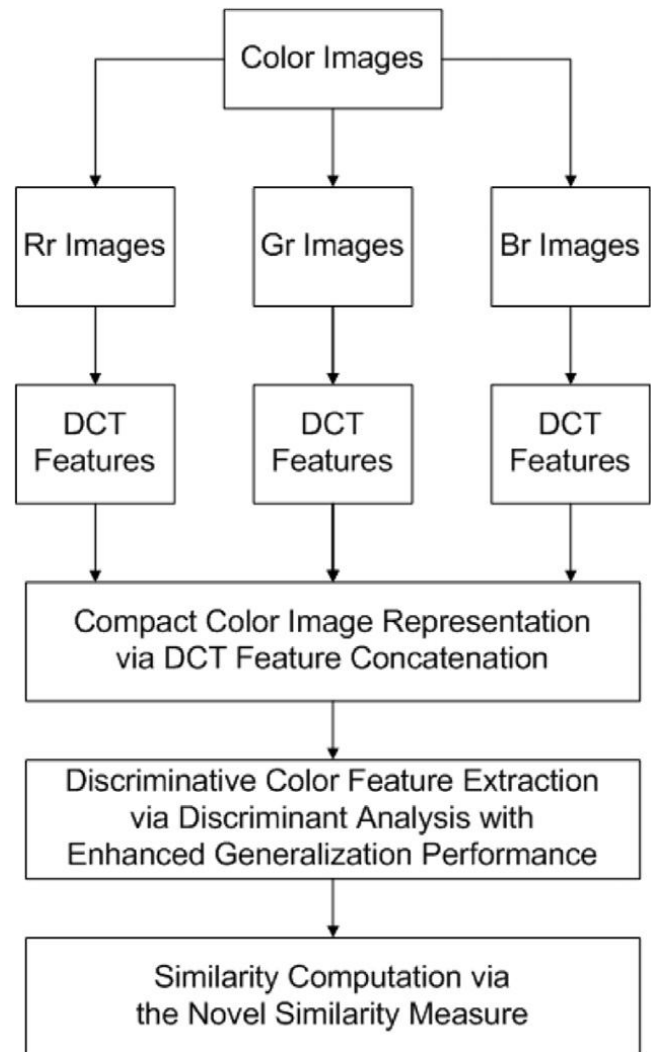 Color Images
Rr Images
Gr Images
Br Images
DCT
Features
DCT
Features
DCT
Features
Compact Color Image Representation
via DCT Feature Concatenation
Discriminative Color Feature Extraction
via Discriminant Analysis with
Enhanced Generalization Performance
Similarity Computation via
the Novel Similarity Measure